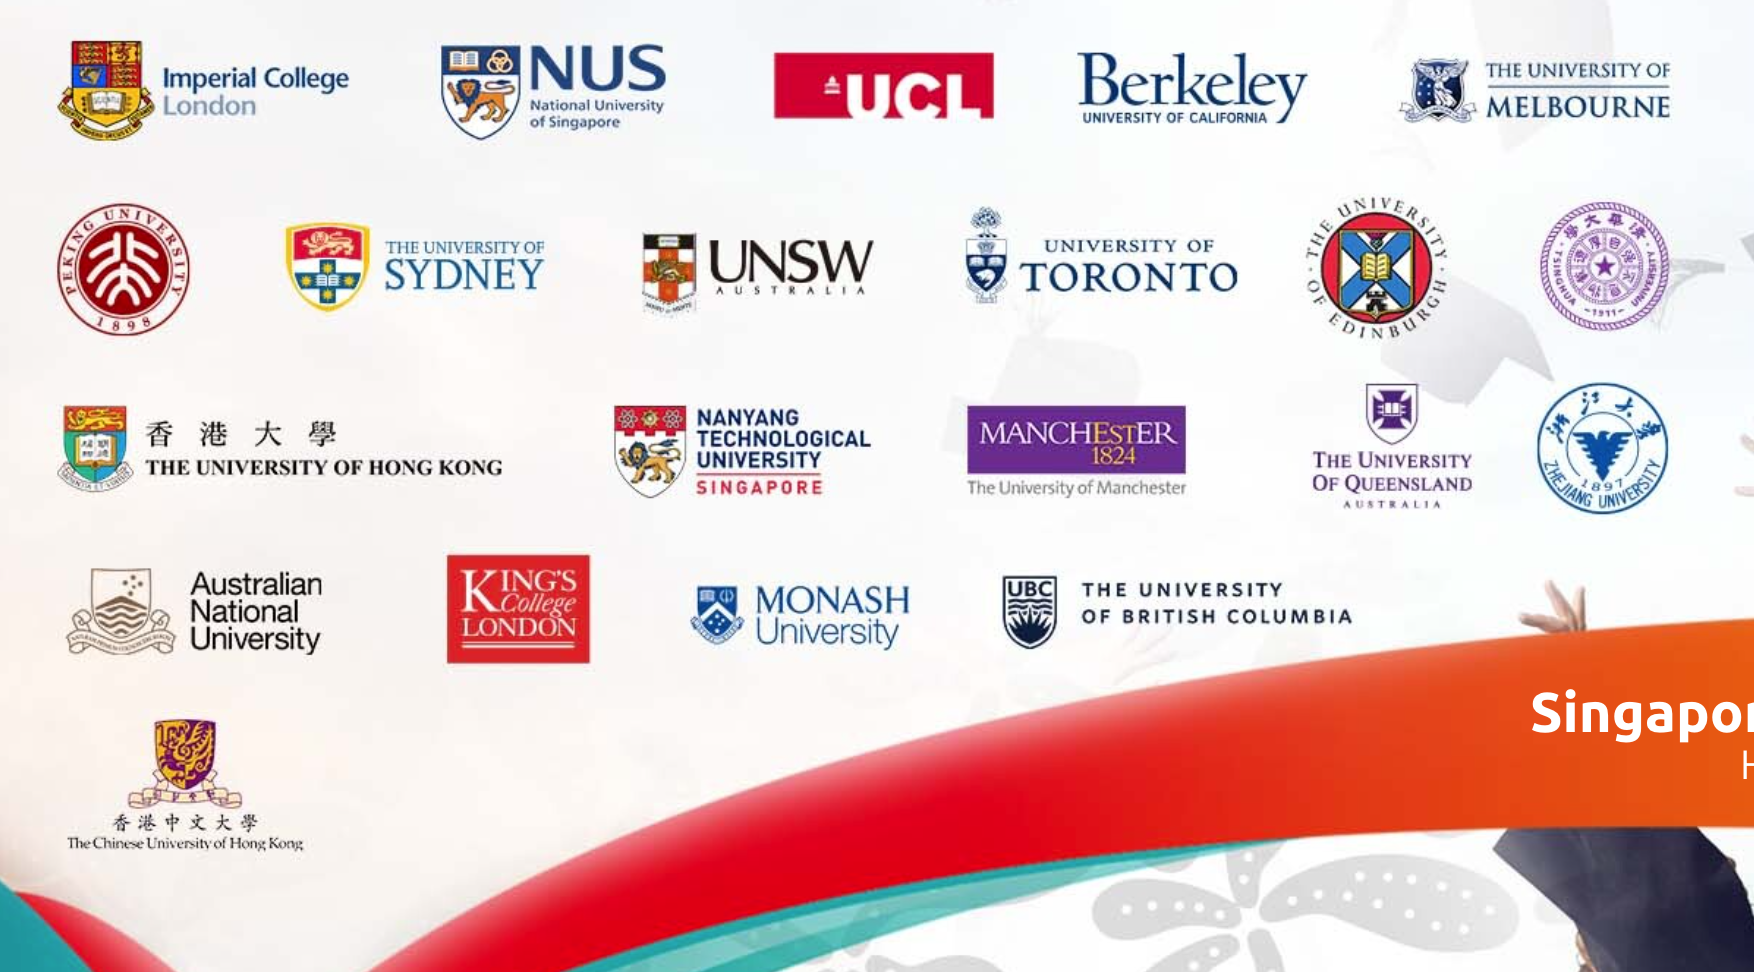 Imperial College
London
NUS
National University
of Singapore
UCL
Berkeley
UNIVERSITY OF CALIFORNIA
THE UNIVERSITY OF
MELBOURNE
PEKING UNIVERSITY
1898
THE UNIVERSITY OF
SYDNEY
UNSW
AUSTRALIA
UNIVERSITY OF
TORONTO
THE UNIVERSITY
OF EDINBURGH
TSINGHUA UNIVERSITY
-1911-
香港大學
THE UNIVERSITY OF HONG KONG
NANYANG
TECHNOLOGICAL
UNIVERSITY
SINGAPORE
MANCHESTER
1824
The University of Manchester
THE UNIVERSITY
OF QUEENSLAND
AUSTRALIA
1897
ZHEJIANG UNIVERSITY
Australian
National
University
KING'S
College
LONDON
MONASH
University
UBC
THE UNIVERSITY
OF BRITISH COLUMBIA
Singapor
H
香港中文大學
The Chinese University of Hong Kong